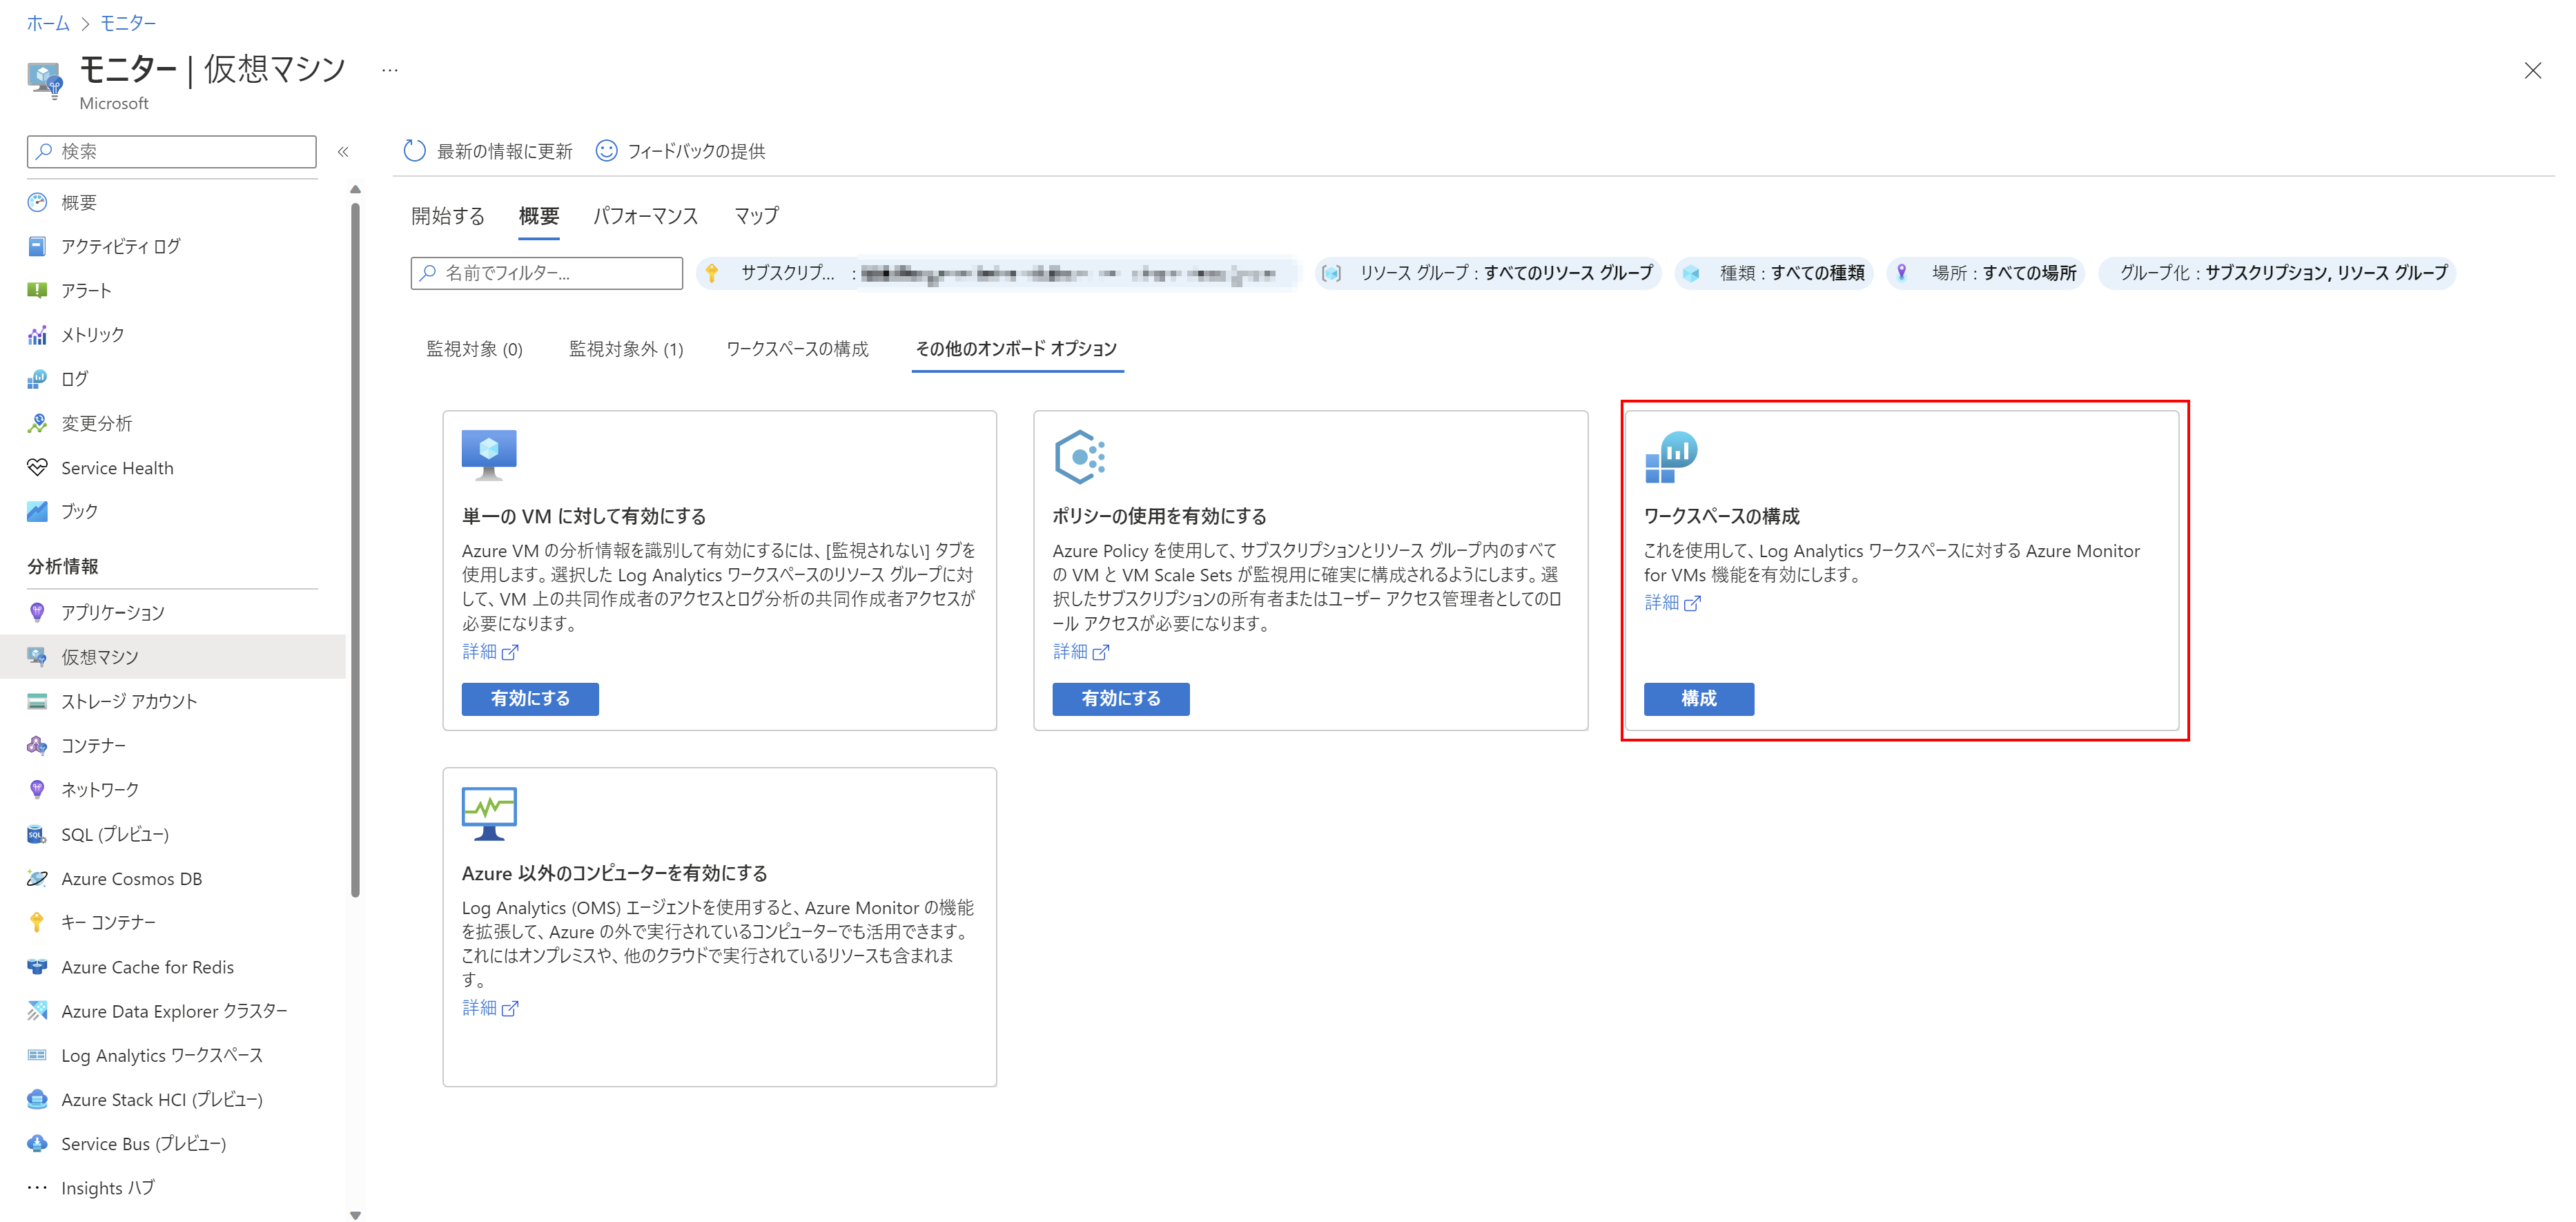 ホーム > モニター
モニター | 仮想マシン ...
Microsoft
検索
«
概要
アクティビティ ログ
アラート
メトリック
ログ
変更分析
Service Health
ブック
分析情報
アプリケーション
仮想マシン
ストレージ アカウント
コンテナー
ネットワーク
SQL (プレビュー)
Azure Cosmos DB
キー コンテナー
Azure Cache for Redis
Azure Data Explorer クラスター
Log Analytics ワークスペース
Azure Stack HCI (プレビュー)
Service Bus (プレビュー)
Insights ハブ
最新の情報に更新 フィードバックの提供
開始する 概要 パフォーマンス マップ
名前でフィルター... サブスクリプ... : リソース グループ : すべてのリソース グループ 種類 : すべての種類 場所 : すべての場所 グループ化 : サブスクリプション, リソース グループ
監視対象 (0) 監視対象外 (1) ワークスペースの構成 その他のオンボード オプション
単一の VM に対して有効にする
Azure VM の分析情報を識別して有効にするには、[監視されない] タブを
使用します。選択した Log Analytics ワークスペースのリソース グループに対
して、VM 上の共同作成者のアクセスとログ分析の共同作成者アクセスが
必要になります。
詳細
有効にする
ポリシーの使用を有効にする
Azure Policy を使用して、サブスクリプションとリソース グループ内のすべて
の VM と VM Scale Sets が監視用に確実に構成されるようにします。選
択したサブスクリプションの所有者またはユーザー アクセス管理者としてのロ
ール アクセスが必要になります。
詳細
有効にする
ワークスペースの構成
これを使用して、Log Analytics ワークスペースに対する Azure Monitor
for VMs 機能を有効にします。
詳細
構成
Azure 以外のコンピューターを有効にする
Log Analytics (OMS) エージェントを使用すると、Azure Monitor の機能
を拡張して、Azure の外で実行されているコンピューターでも活用できます。
これにはオンプレミスや、他のクラウドで実行されているリソースも含まれま
す。
詳細